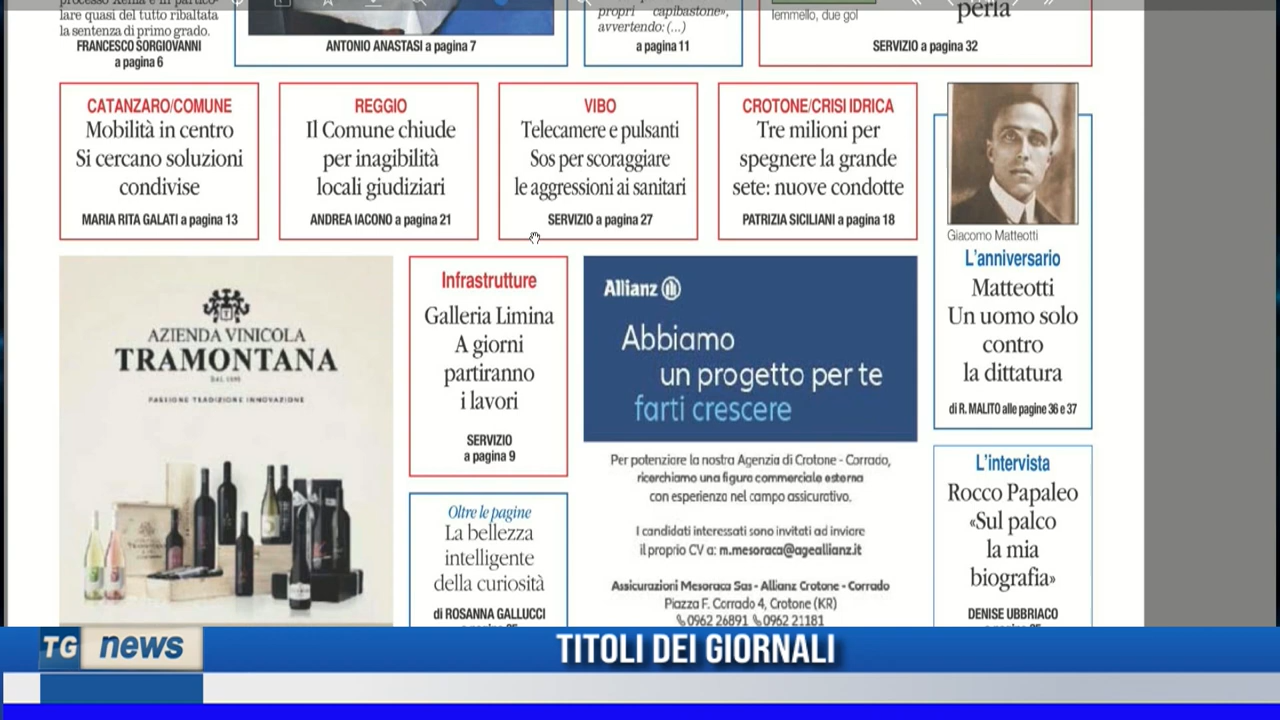 processo Xenia e in partico-
lare quasi del tutto ribaltata
la sentenza di primo grado.
FRANCESCO SORGIOVANNI
a pagina 6
ANTONIO ANASTASI a pagina 7
propri capibastone»,
avvertendo: (...)
a pagina 11
Iemmello, due gol
perla
SERVIZIO a pagina 32
CATANZARO/COMUNE
Mobilità in centro
Si cercano soluzioni
condivise
MARIA RITA GALATI a pagina 13
REGGIO
Il Comune chiude
per inagibilità
locali giudiziari
ANDREA IACONO a pagina 21
VIBO
Telecamere e pulsanti
Sos per scoraggiare
le aggressioni ai sanitari
SERVIZIO a pagina 27
CROTONE/CRISI IDRICA
Tre milioni per
spegnere la grande
sete: nuove condotte
PATRIZIA SICILIANI a pagina 18
Giacomo Matteotti
L'anniversario
Matteotti
Un uomo solo
contro
la dittatura
di R. MALITO alle pagine 36 e 37
AZIENDA VINICOLA
TRAMONTANA
PASSIONE TRADIZIONE INNOVAZIONE
TRAMONTANA
Infrastrutture
Galleria Limina
A giorni
partiranno
i lavori
SERVIZIO
a pagina 9
Oltre le pagine
La bellezza
intelligente
della curiosità
di ROSANNA GALLUCCI
Allianz
Abbiamo
un progetto per te
farti crescere
Per potenziare la nostra Agenzia di Crotone - Corrado,
ricerchiamo una figura commerciale esterna
con esperienza nel campo assicurativo.
I candidati interessati sono invitati ad inviare
il proprio CV a: m.mesoraca@ageallianz.it
Assicurazioni Mesoraca Sas - Allianz Crotone - Corrado
Piazza F. Corrado 4, Crotone (KR)
0962 26891 0962 21181
L'intervista
Rocco Papaleo
«Sul palco
la mia
biografia»
DENISE UBBRIACO
TG news
TITOLI DEI GIORNALI